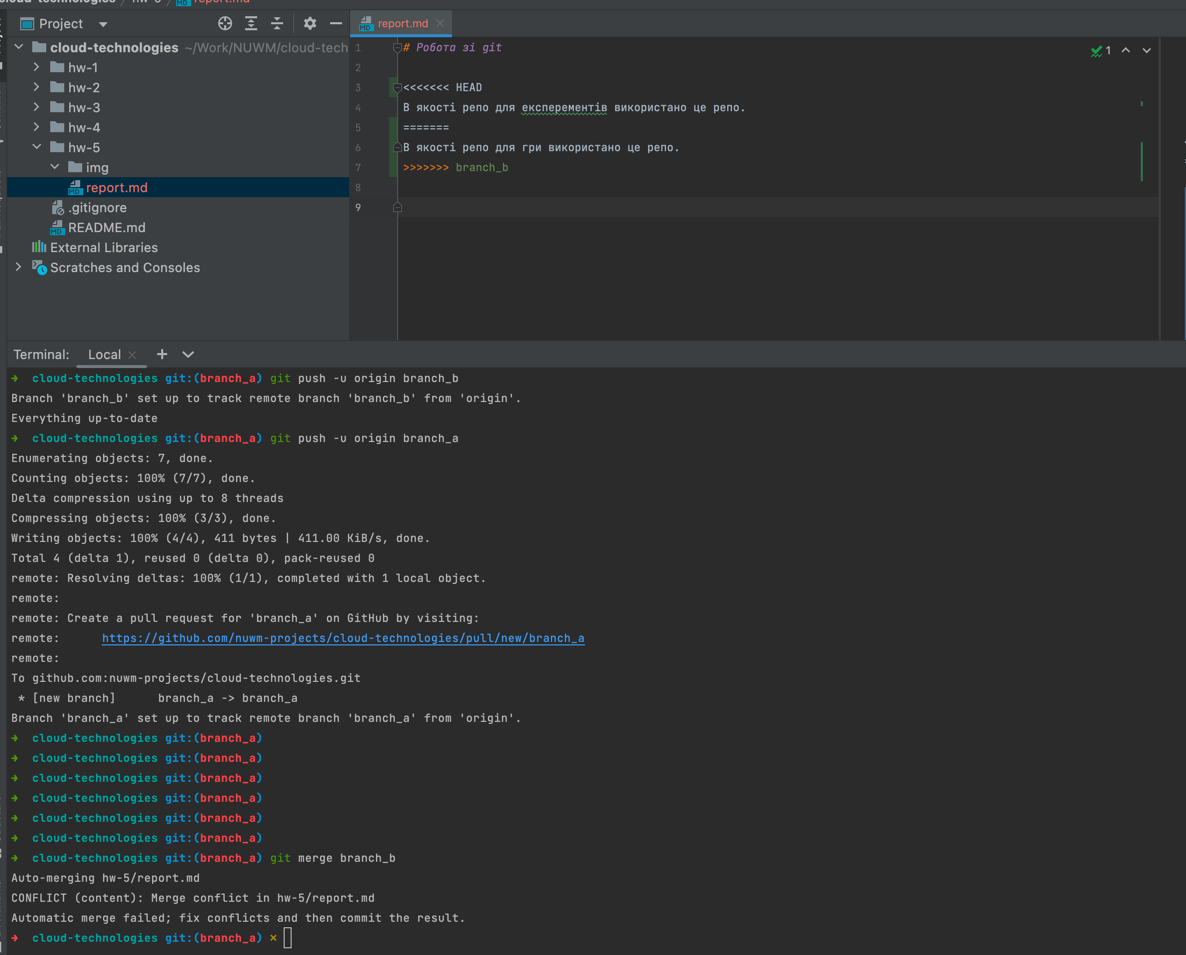 Project
report.md
cloud-technologies ~/Work/NUWM/cloud-tech
hw-1
hw-2
hw-3
hw-4
hw-5
img
report.md
.gitignore
README.md
External Libraries
Scratches and Consoles
1 # Робота зі git
2
3 <<<<<<< HEAD
4 В якості репо для експерементів використано це репо.
5 =======
6 В якості репо для гри використано це репо.
7 >>>>>>> branch_b
8
9
1
Terminal: Local
→ cloud-technologies git:(branch_a) git push -u origin branch_b
Branch 'branch_b' set up to track remote branch 'branch_b' from 'origin'.
Everything up-to-date
→ cloud-technologies git:(branch_a) git push -u origin branch_a
Enumerating objects: 7, done.
Counting objects: 100% (7/7), done.
Delta compression using up to 8 threads
Compressing objects: 100% (3/3), done.
Writing objects: 100% (4/4), 411 bytes | 411.00 KiB/s, done.
Total 4 (delta 1), reused 0 (delta 0), pack-reused 0
remote: Resolving deltas: 100% (1/1), completed with 1 local object.
remote:
remote: Create a pull request for 'branch_a' on GitHub by visiting:
remote:      https://github.com/nuwm-projects/cloud-technologies/pull/new/branch_a
remote:
To github.com:nuwm-projects/cloud-technologies.git
 * [new branch]      branch_a -> branch_a
Branch 'branch_a' set up to track remote branch 'branch_a' from 'origin'.
→ cloud-technologies git:(branch_a)
→ cloud-technologies git:(branch_a)
→ cloud-technologies git:(branch_a)
→ cloud-technologies git:(branch_a)
→ cloud-technologies git:(branch_a)
→ cloud-technologies git:(branch_a)
→ cloud-technologies git:(branch_a) git merge branch_b
Auto-merging hw-5/report.md
CONFLICT (content): Merge conflict in hw-5/report.md
Automatic merge failed; fix conflicts and then commit the result.
→ cloud-technologies git:(branch_a) ×